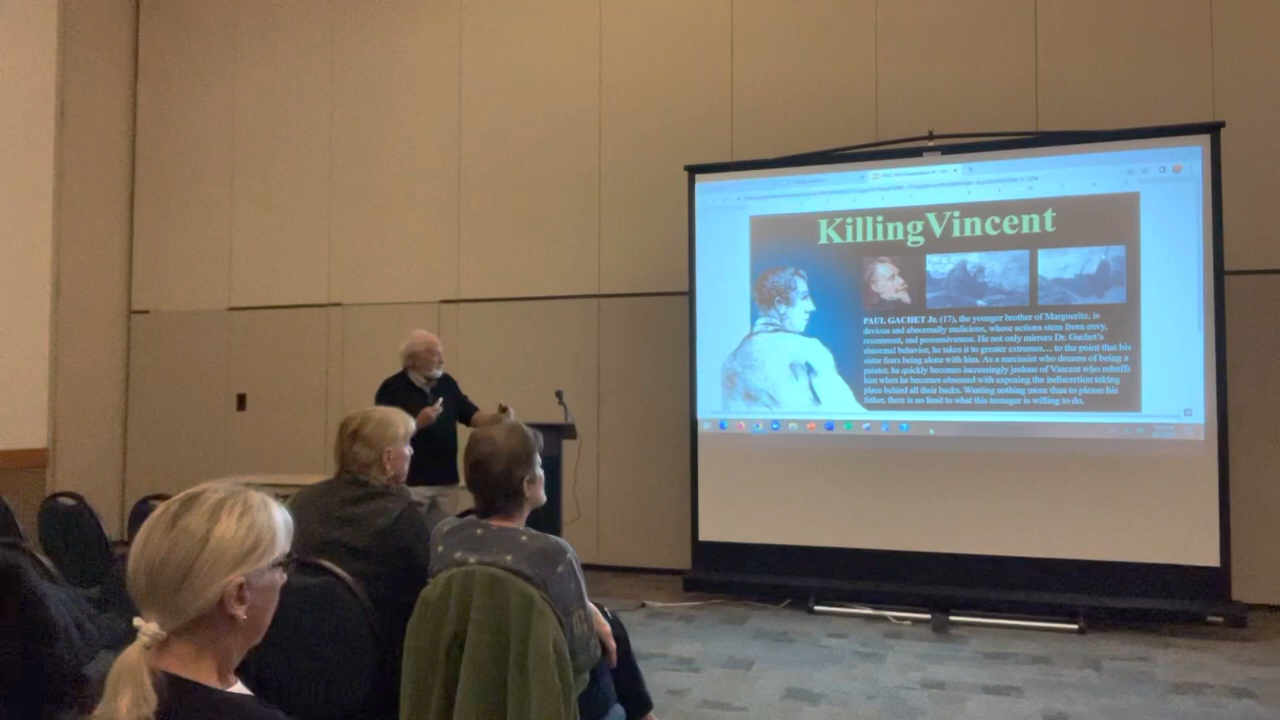 KillingVincent
PAUL GACHET Jr. (17), the younger brother of Marguerite, is
devious and abnormally malicious, whose actions stem from envy,
resentment, and possessiveness. He not only mirrors Dr. Gachet's
abnormal behavior, he takes it to greater extremes… to the point that his
sister fears being alone with him. As a narcissist who dreams of being a
painter, he quickly becomes increasingly jealous of Vincent who rebuffs
him when he becomes obsessed with exposing the indiscretion taking
place behind all their backs. Wanting nothing more than to please his
father, there is no limit to what this teenager is willing to do.